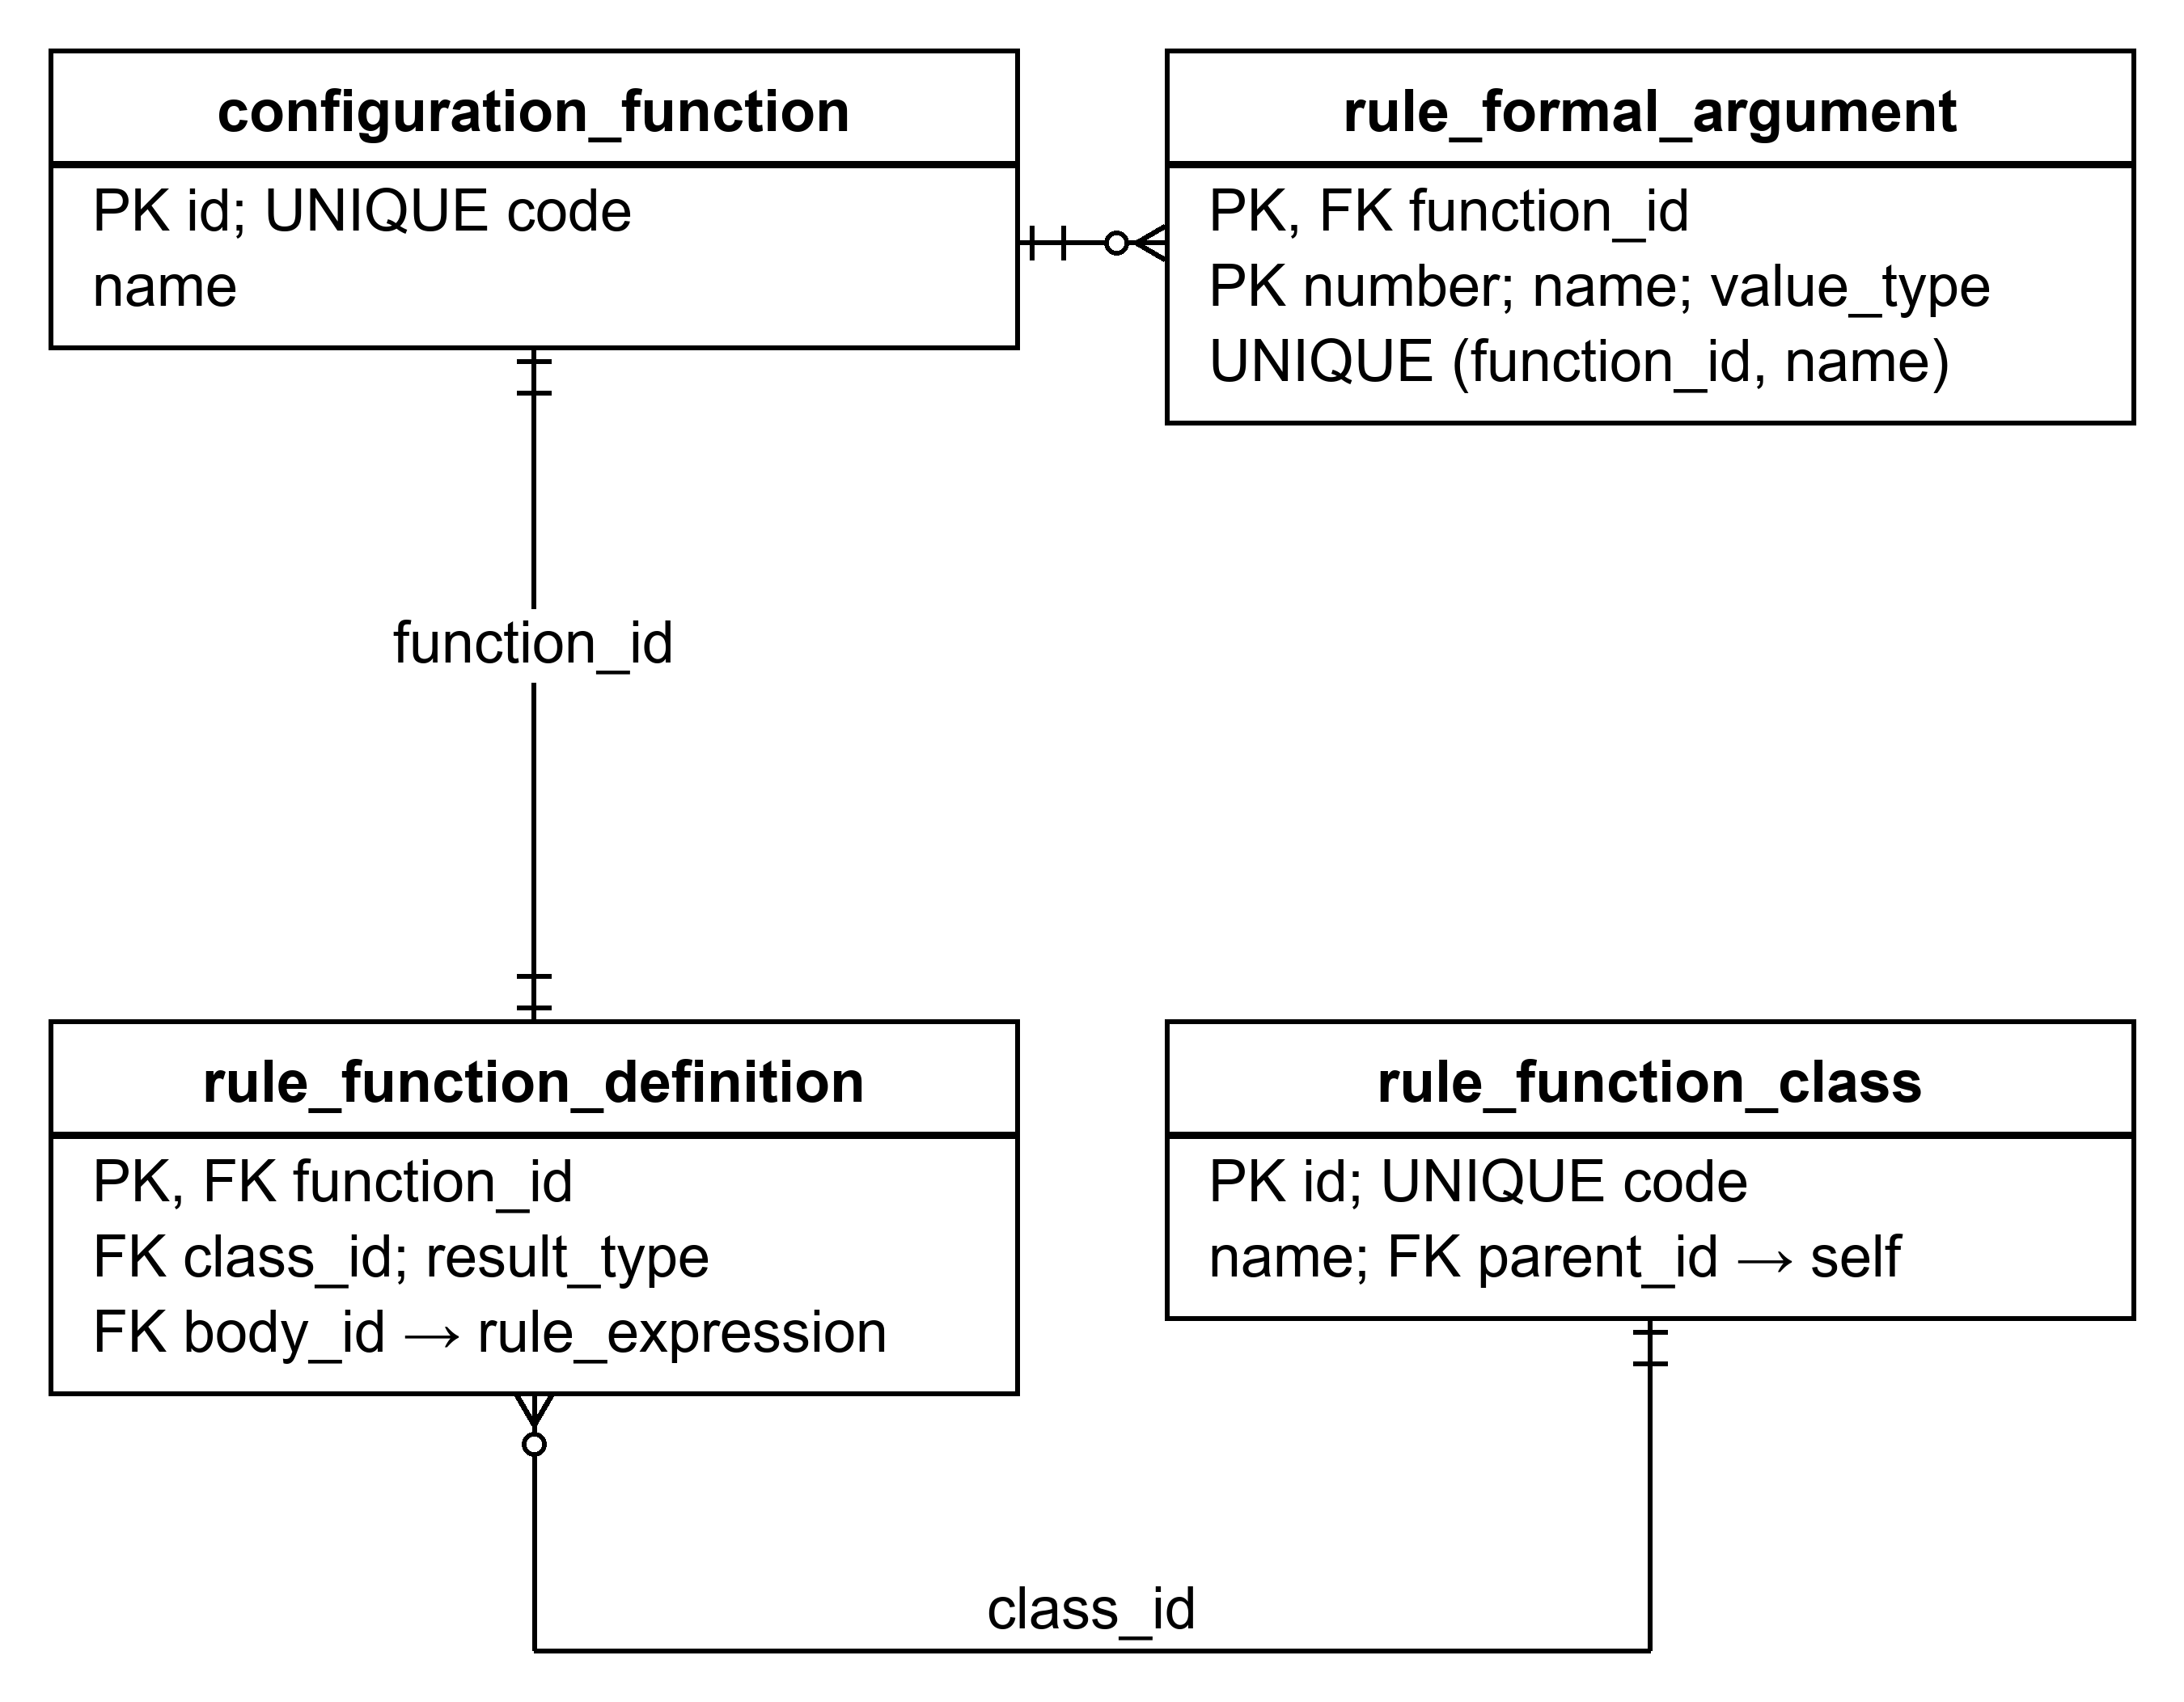 configuration_function
PK id; UNIQUE code
name
rule_formal_argument
PK, FK function_id
PK number; name; value_type
UNIQUE (function_id, name)
function_id
rule_function_definition
PK, FK function_id
FK class_id; result_type
FK body_id → rule_expression
rule_function_class
PK id; UNIQUE code
name; FK parent_id → self
class_id